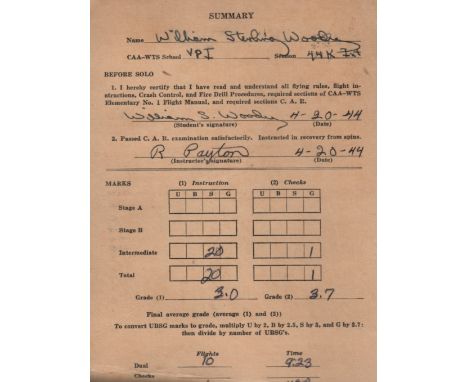 SUMMARY
Name William Sterling Woodley
CAA-WTS School VPI Session 44K
BEFORE SOLO
1. I hereby certify that I have read and understand all flying rules, flight in-
structions, Crash Control, and Fire Drill Procedures, required sections of CAA-WTS
Elementary No. 1 Flight Manual, and required sections C. A. R.
William S. Woodley 4-20-44
(Student's signature) (Date)
2. Passed C. A. R. examination satisfactorily. Instructed in recovery from spins.
R Payton 4-20-44
(Instructor's signature) (Date)
MARKS (1) Instruction (2) Checks
U B S G U B S G
Stage A
Stage B
Intermediate 20 1
Total 20 1
Grade (1) 3.0 Grade (2) 3.7
Final average grade (average (1) and (2))
To convert UBSG marks to grade, multiply U by 2, B by 2.5, S by 3, and G by 3.7:
then divide by number of UBSG's.
Flights Time
Dual 10 9:23
Checks 1